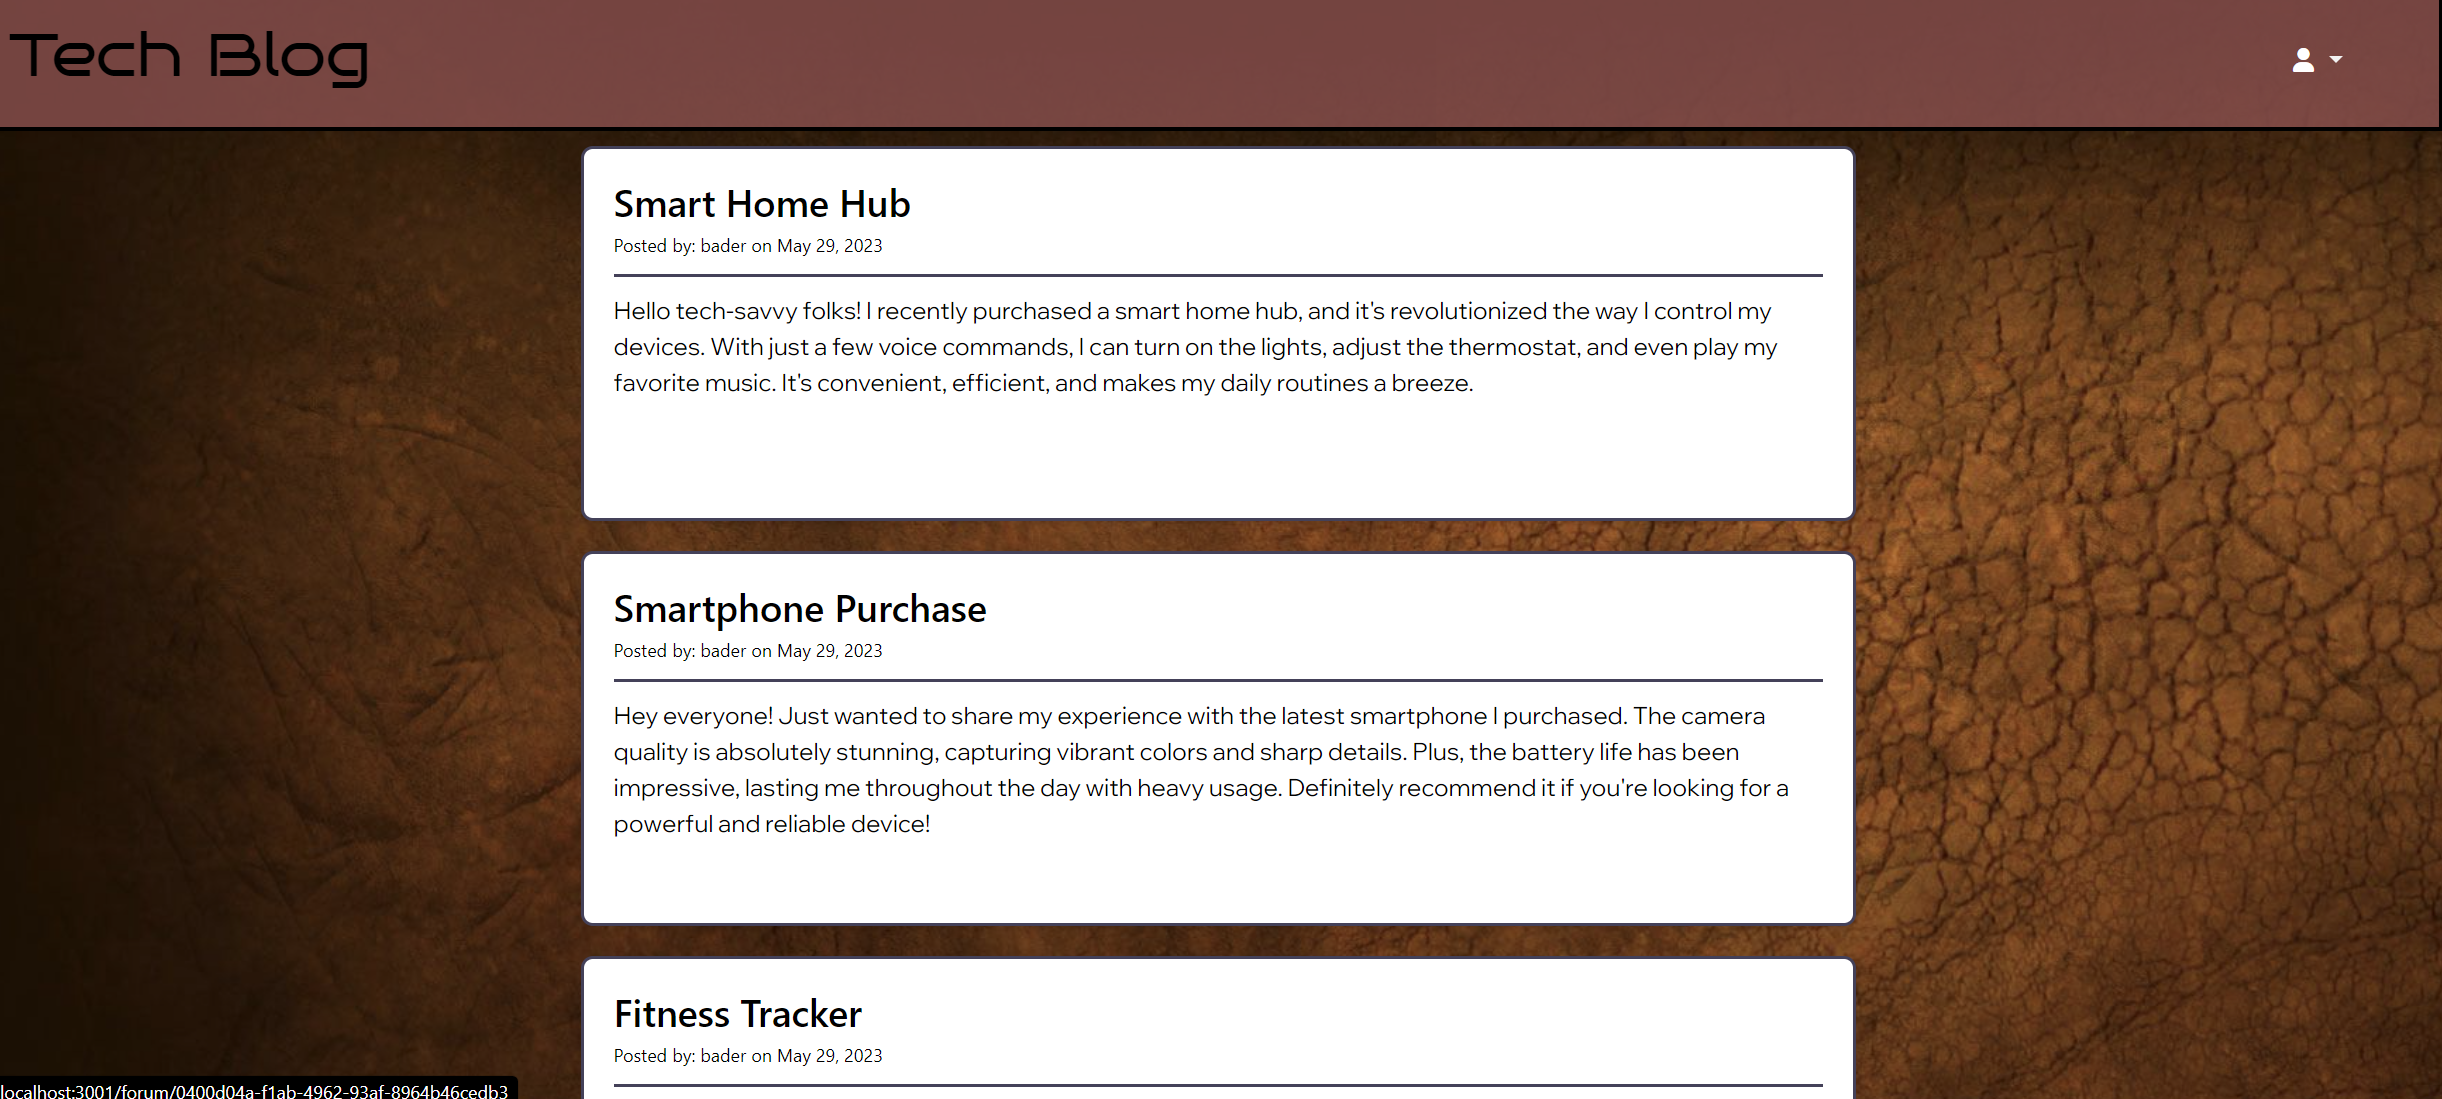 Tech Blog
Smart Home Hub
Posted by: bader on May 29, 2023
Hello tech-savvy folks! I recently purchased a smart home hub, and it's revolutionized the way I control my
devices. With just a few voice commands, I can turn on the lights, adjust the thermostat, and even play my
favorite music. It's convenient, efficient, and makes my daily routines a breeze.
Smartphone Purchase
Posted by: bader on May 29, 2023
Hey everyone! Just wanted to share my experience with the latest smartphone I purchased. The camera
quality is absolutely stunning, capturing vibrant colors and sharp details. Plus, the battery life has been
impressive, lasting me throughout the day with heavy usage. Definitely recommend it if you're looking for a
powerful and reliable device!
Fitness Tracker
Posted by: bader on May 29, 2023
localhost:3001/forum/0400d04a-f1ab-4962-93af-8964b46cedb3